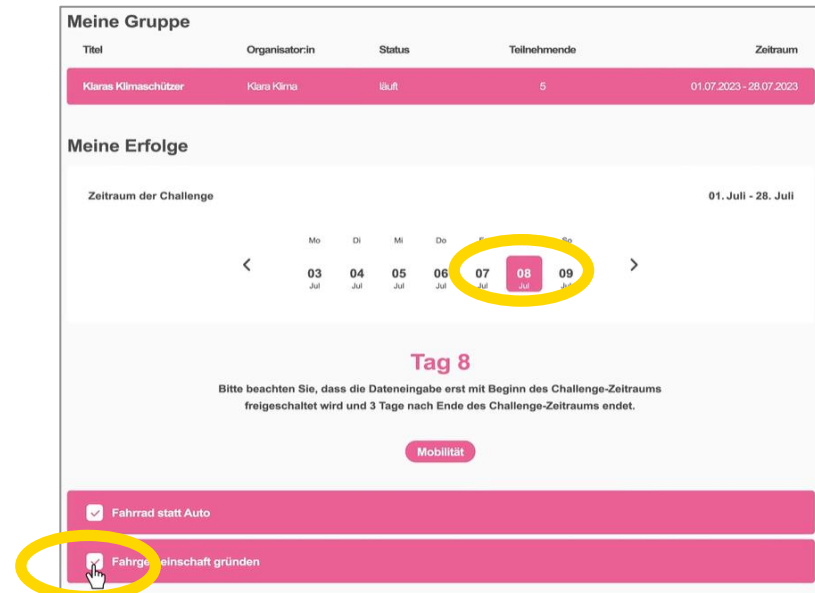 Meine Gruppe
Titel Organisator:in Status Teilnehmende Zeitraum
Klaras Klimaschützer Klara Klima läuft 5 01.07.2023 - 28.07.2023
Meine Erfolge
Zeitraum der Challenge 01. Juli - 28. Juli
Mo Di Mi Do So
03 04 05 06 07 08 09
Jul Jul Jul Jul Jul Jul Jul
Tag 8
Bitte beachten Sie, dass die Dateneingabe erst mit Beginn des Challenge-Zeitraums
freigeschaltet wird und 3 Tage nach Ende des Challenge-Zeitraums endet.
Mobilität
Fahrrad statt Auto
Fahrgemeinschaft gründen